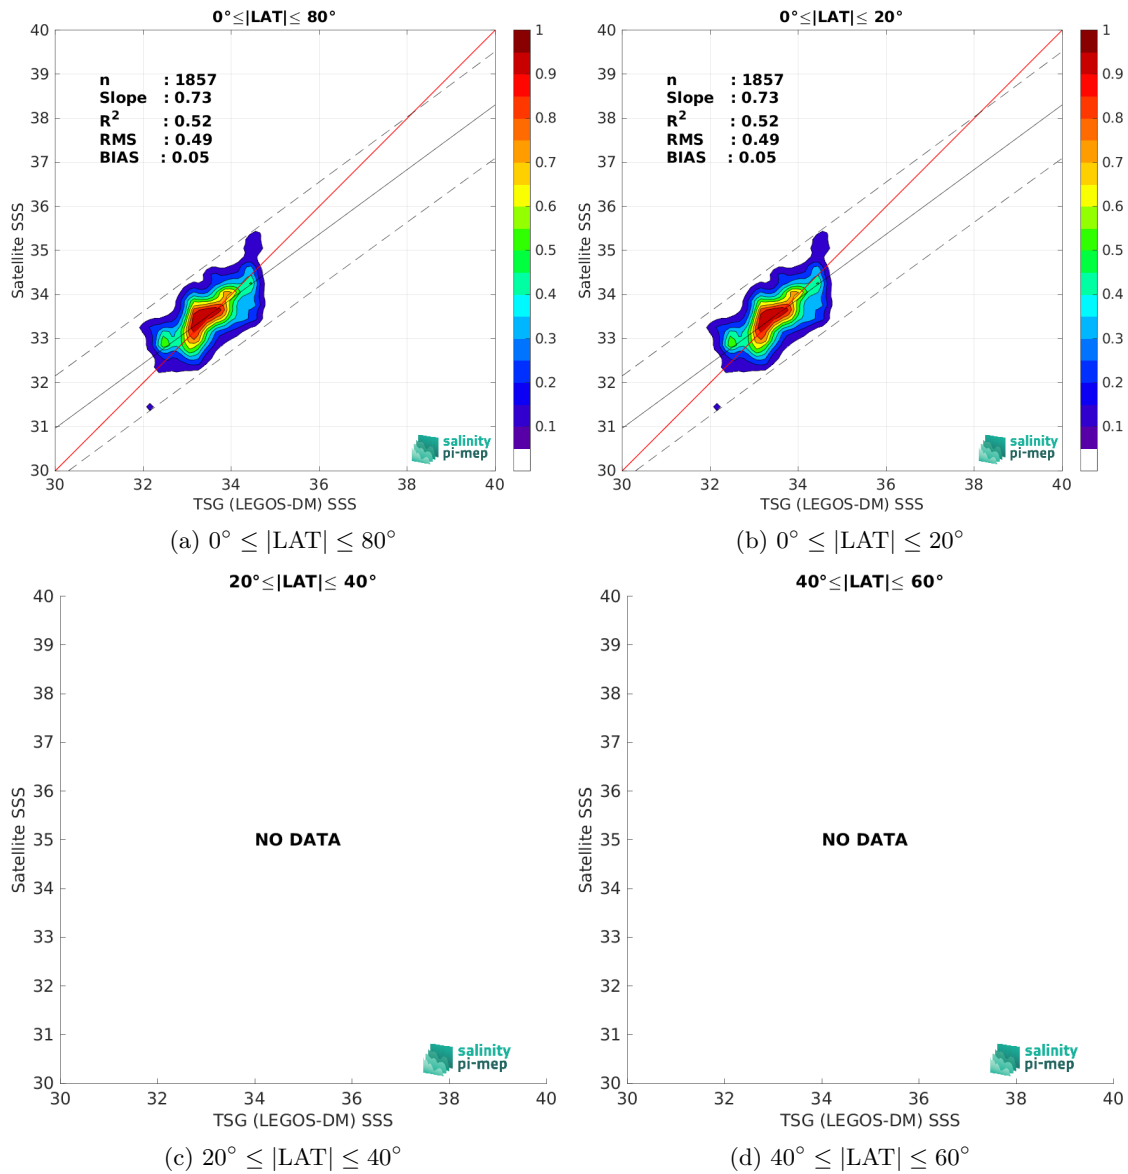 0°≤|LAT|≤ 80°
40
39
38
37
36
35
34
33
32
31
30
Satellite SSS
n : 1857
Slope : 0.73
R² : 0.52
RMS : 0.49
BIAS : 0.05
1
0.9
0.8
0.7
0.6
0.5
0.4
0.3
0.2
0.1
salinity
pi-mep
30 32 34 36 38 40
TSG (LEGOS-DM) SSS
(a) 0° ≤ |LAT| ≤ 80°
0°≤|LAT|≤ 20°
40
39
38
37
36
35
34
33
32
31
30
Satellite SSS
n : 1857
Slope : 0.73
R² : 0.52
RMS : 0.49
BIAS : 0.05
1
0.9
0.8
0.7
0.6
0.5
0.4
0.3
0.2
0.1
salinity
pi-mep
30 32 34 36 38 40
TSG (LEGOS-DM) SSS
(b) 0° ≤ |LAT| ≤ 20°
20°≤|LAT|≤ 40°
40
39
38
37
36
35
34
33
32
31
30
Satellite SSS
NO DATA
salinity
pi-mep
30 32 34 36 38 40
TSG (LEGOS-DM) SSS
(c) 20° ≤ |LAT| ≤ 40°
40°≤|LAT|≤ 60°
40
39
38
37
36
35
34
33
32
31
30
Satellite SSS
NO DATA
salinity
pi-mep
30 32 34 36 38 40
TSG (LEGOS-DM) SSS
(d) 40° ≤ |LAT| ≤ 60°